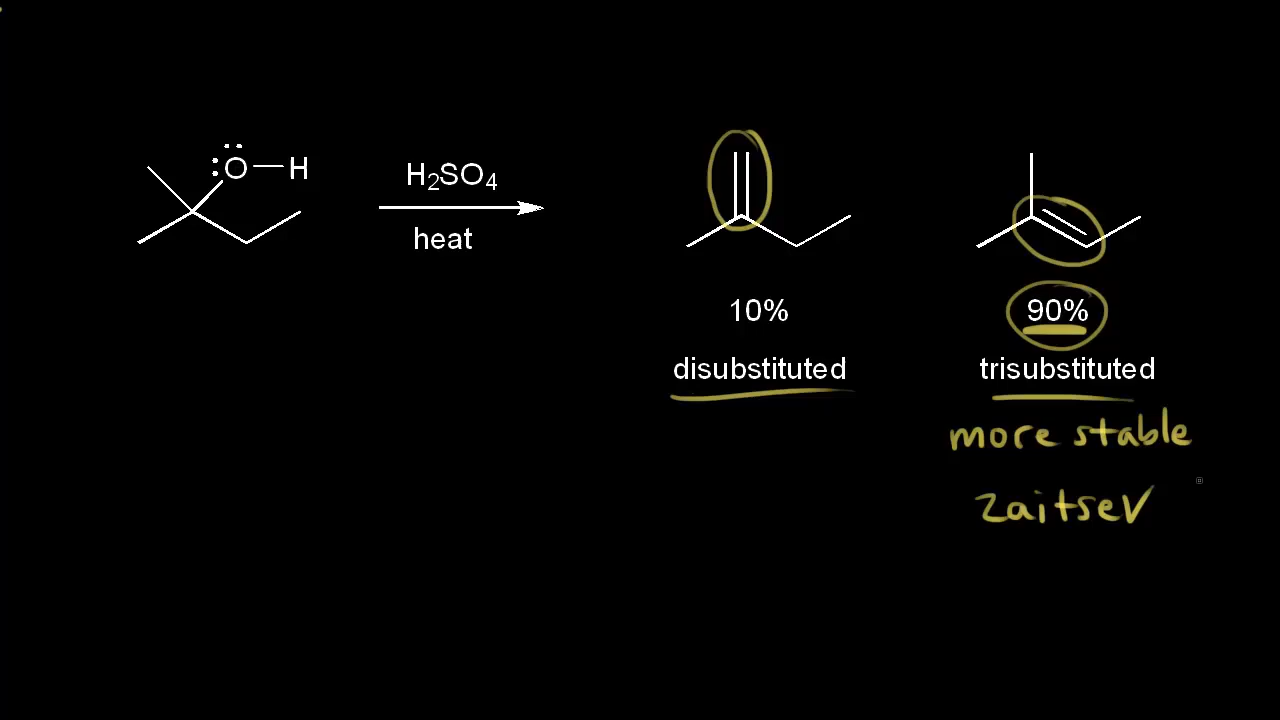 :Ö—H
H₂SO₄
heat
10%
90%
disubstituted
trisubstituted
more stable
zaitsev